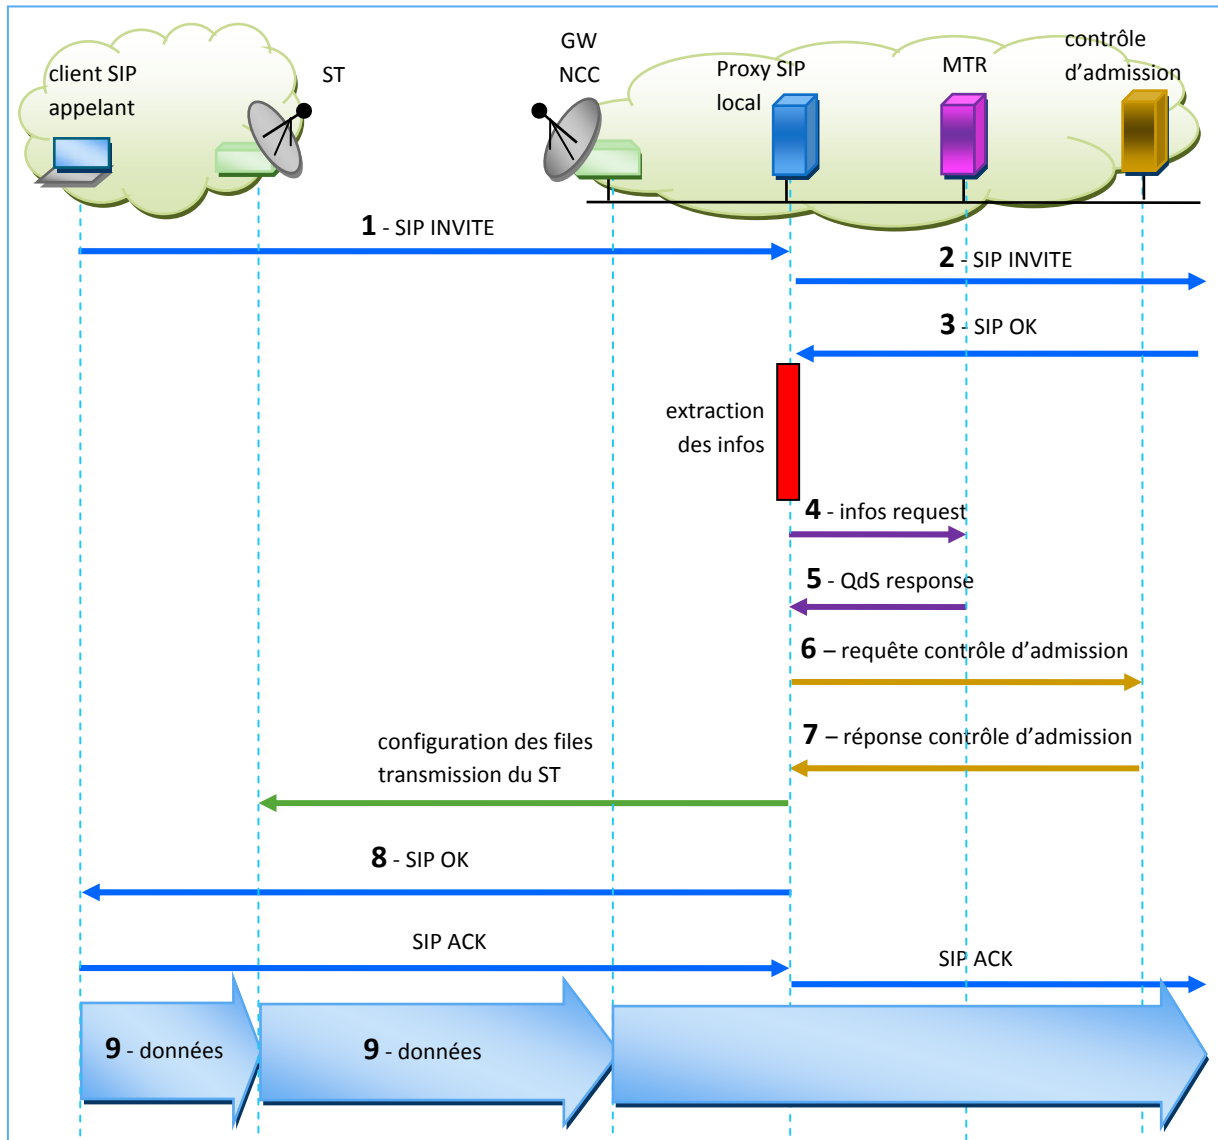 client SIP
appelant
ST
GW
NCC
Proxy SIP
local
MTR
contrôle
d’admission
1 - SIP INVITE
2 - SIP INVITE
3 - SIP OK
extraction
des infos
4 - infos request
5 - QdS response
6 – requête contrôle d’admission
7 – réponse contrôle d’admission
configuration des files
transmission du ST
8 - SIP OK
SIP ACK
SIP ACK
9 - données
9 - données